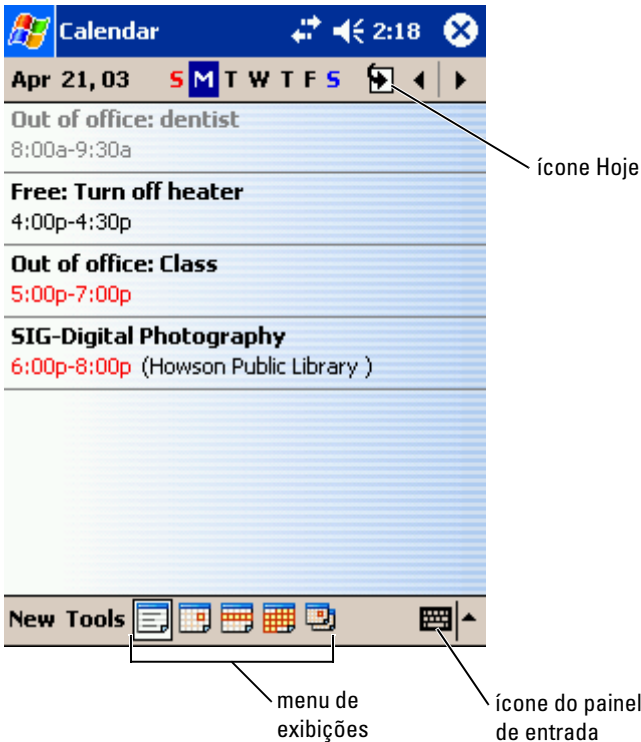 Calendar 2:18
Apr 21, 03 S M T W T F S
ícone Hoje
Out of office: dentist
8:00a-9:30a
Free: Turn off heater
4:00p-4:30p
Out of office: Class
5:00p-7:00p
SIG-Digital Photography
6:00p-8:00p (Howson Public Library )
New Tools
menu de
exibições
ícone do painel
de entrada